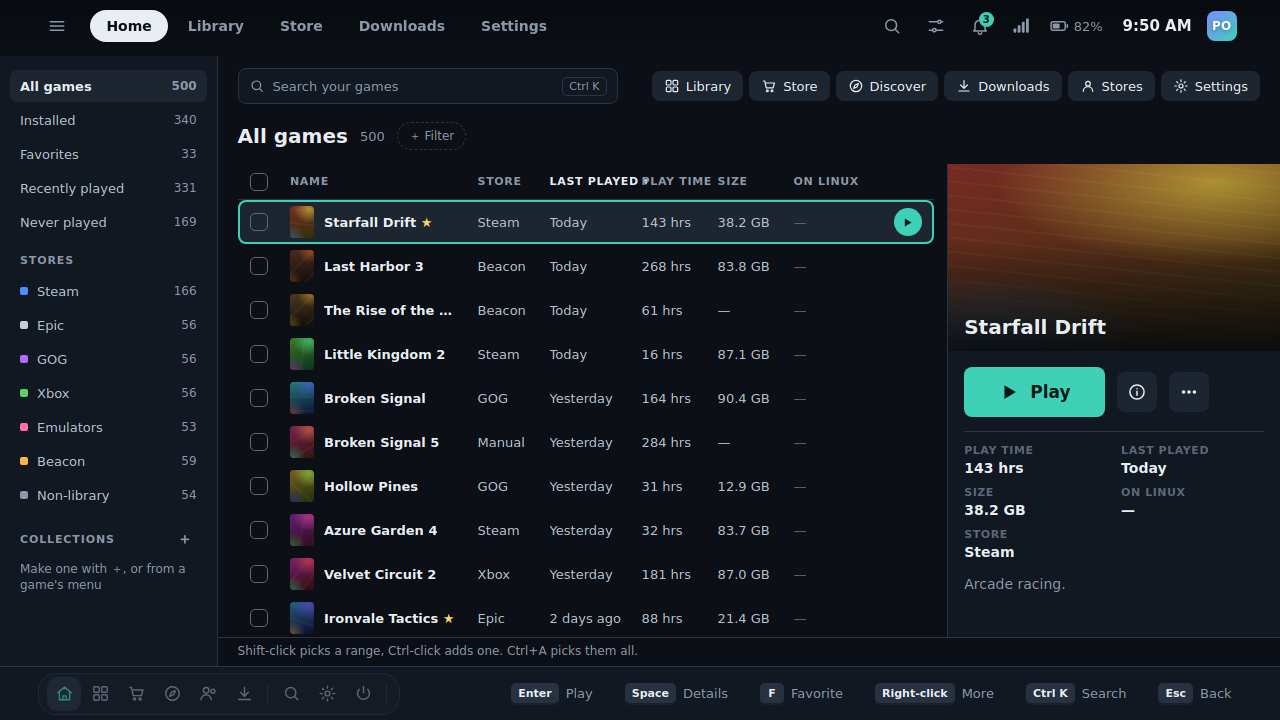 Home
Library
Store
Downloads
Settings
3
82%
9:50 AM
PO
All games 500
Installed 340
Favorites 33
Recently played 331
Never played 169
STORES
Steam 166
Epic 56
GOG 56
Xbox 56
Emulators 53
Beacon 59
Non-library 54
COLLECTIONS +
Make one with +, or from a
game's menu
Search your games Ctrl K
Library
Store
Discover
Downloads
Stores
Settings
All games 500 + Filter
NAME STORE LAST PLAYED PLAY TIME SIZE ON LINUX
Starfall Drift ★ Steam Today 143 hrs 38.2 GB —
Last Harbor 3 Beacon Today 268 hrs 83.8 GB —
The Rise of the ... Beacon Today 61 hrs — —
Little Kingdom 2 Steam Today 16 hrs 87.1 GB —
Broken Signal GOG Yesterday 164 hrs 90.4 GB —
Broken Signal 5 Manual Yesterday 284 hrs — —
Hollow Pines GOG Yesterday 31 hrs 12.9 GB —
Azure Garden 4 Steam Yesterday 32 hrs 83.7 GB —
Velvet Circuit 2 Xbox Yesterday 181 hrs 87.0 GB —
Ironvale Tactics ★ Epic 2 days ago 88 hrs 21.4 GB —
Shift-click picks a range, Ctrl-click adds one. Ctrl+A picks them all.
Starfall Drift
Play
PLAY TIME LAST PLAYED
143 hrs Today
SIZE ON LINUX
38.2 GB —
STORE
Steam
Arcade racing.
Enter Play
Space Details
F Favorite
Right-click More
Ctrl K Search
Esc Back